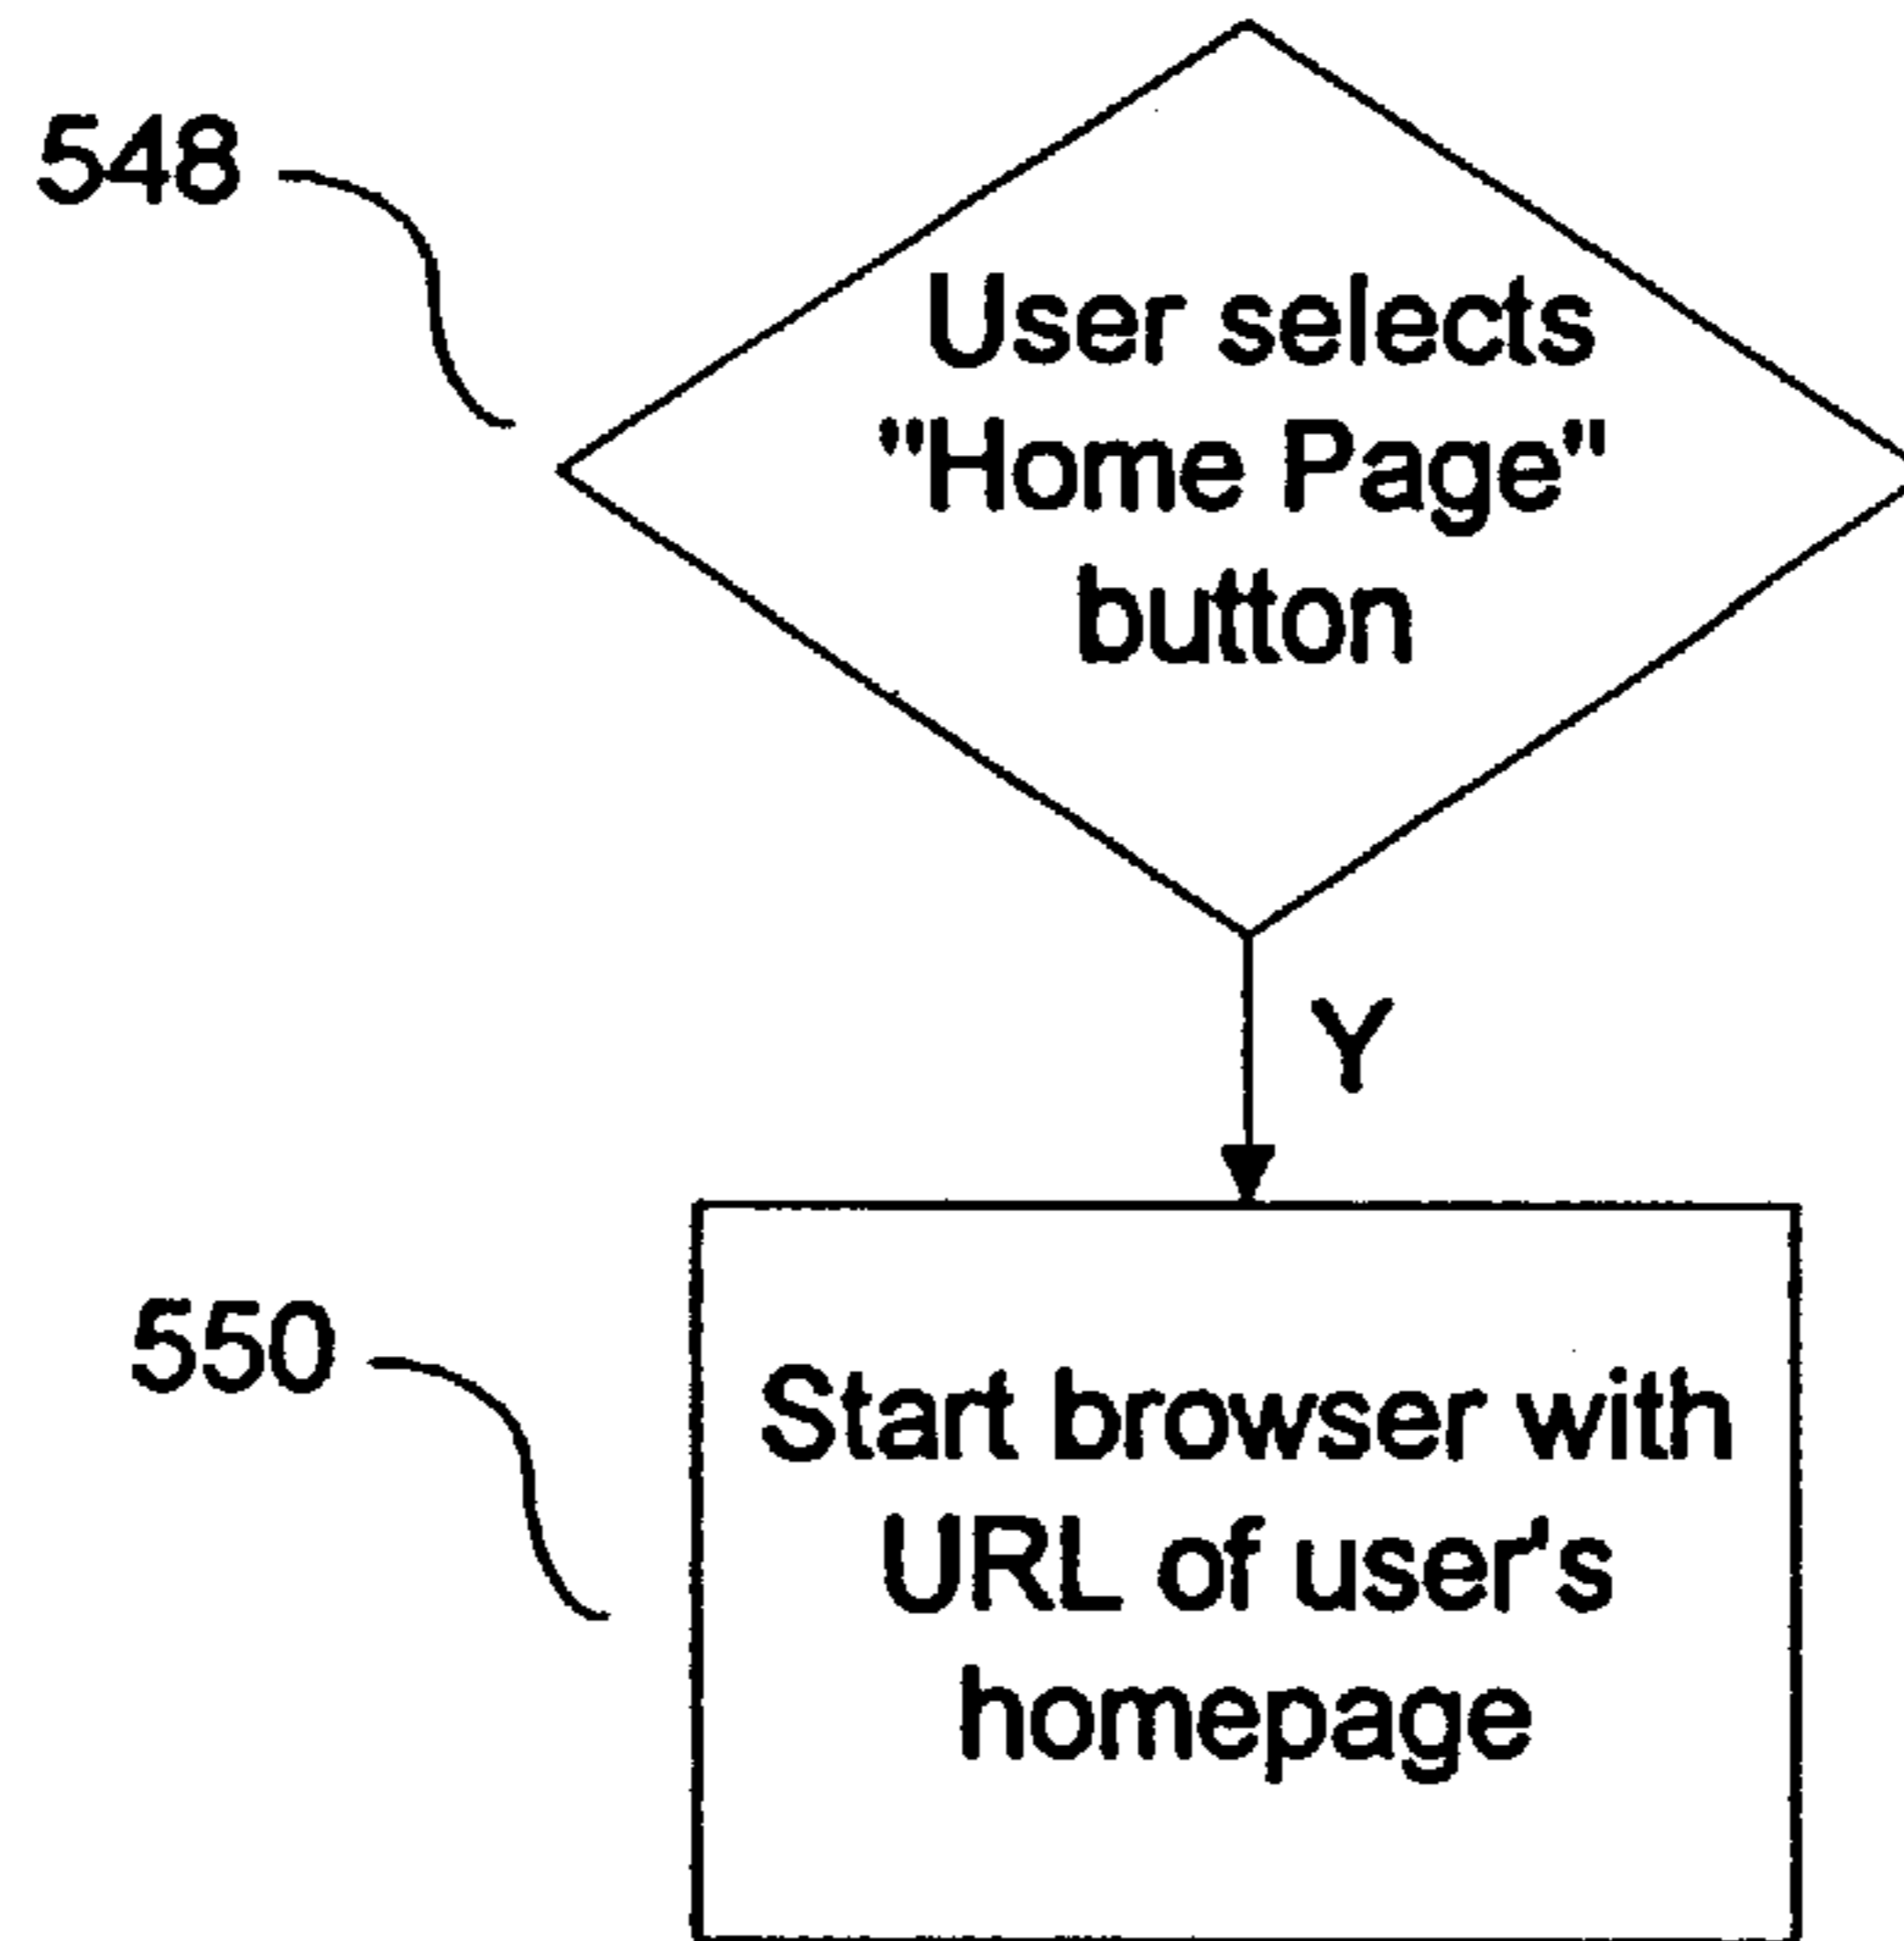 548
User selects
"Home Page"
button
Y
550
Start browser with
URL of user's
homepage